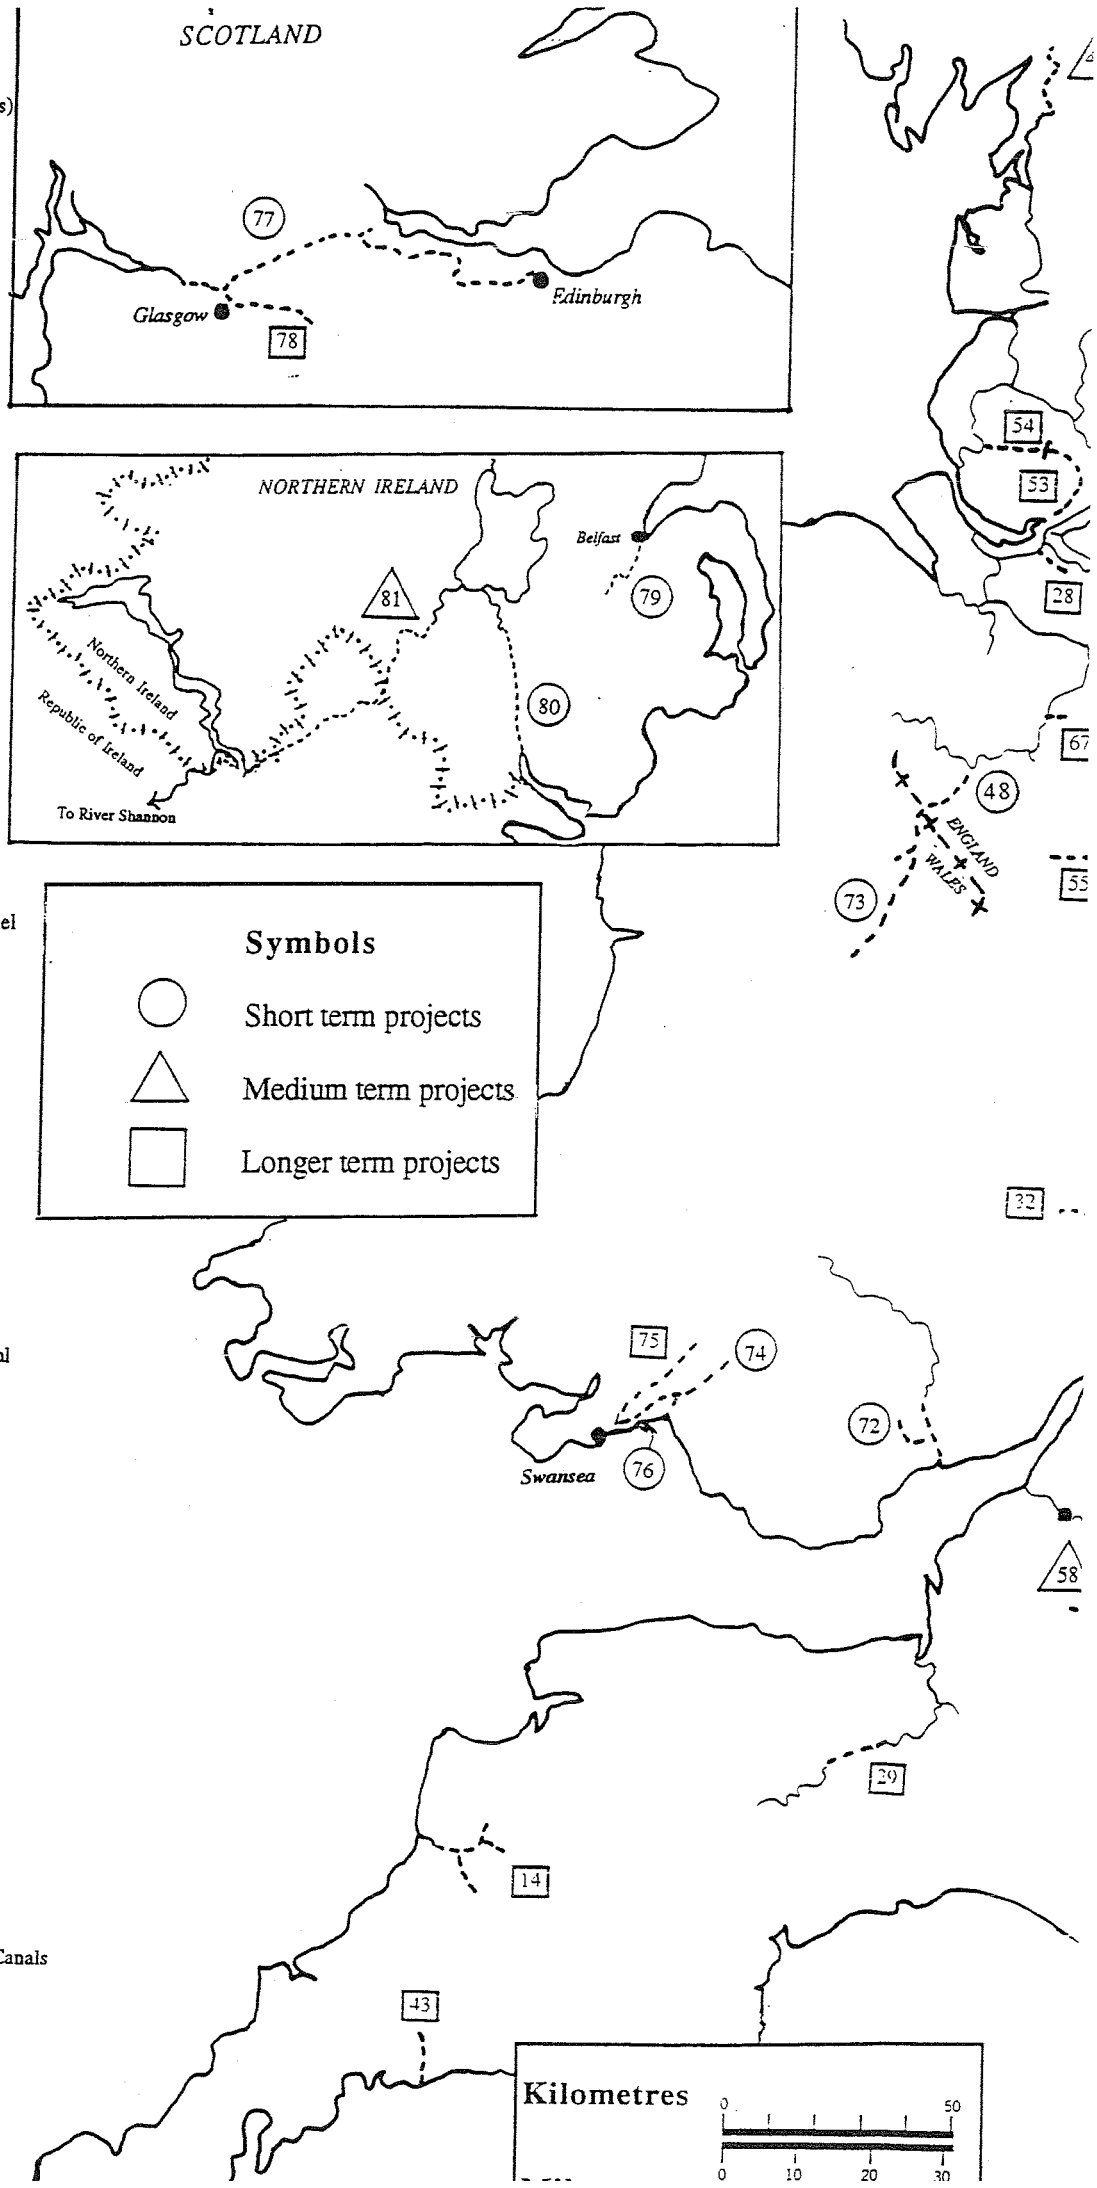 SCOTLAND
s)
77
Glasgow
Edinburgh
78
54
53
NORTHERN IRELAND
Belfast
81
79
28
Northern Ireland
Republic of Ireland
80
67
48
To River Shannon
ENGLAND
WALES
55
73
el
Symbols
Short term projects
Medium term projects
Longer term projects
32
75
74
72
Swansea
76
58
29
14
Canals
43
Kilometres
0
50
0
10
20
30